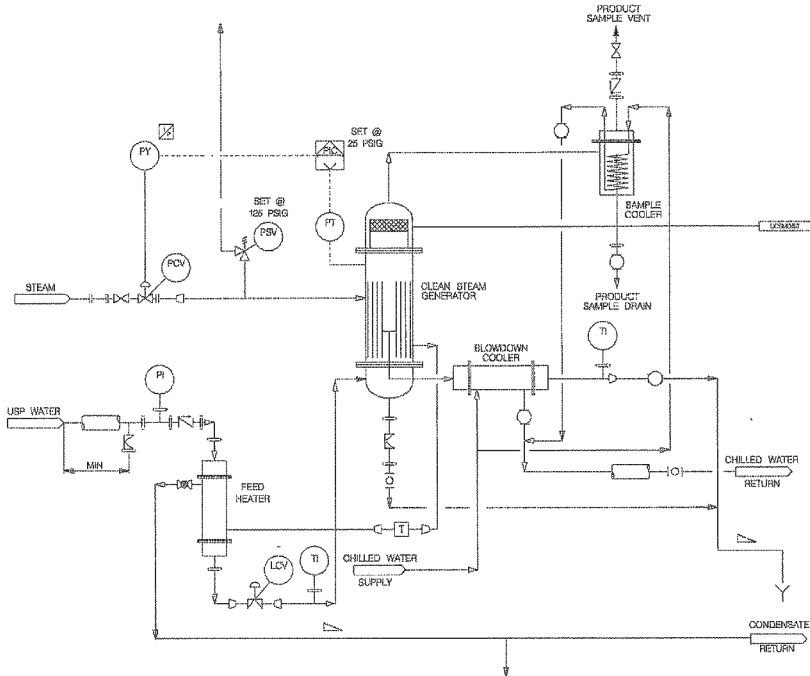 PRODUCT
SAMPLE VENT
I/P
PY
PIC
SET @
25 PSIG
SET @
125 PSIG
PSV
PT
SAMPLE
COOLER
PCV
STEAM
CLEAN STEAM
GENERATOR
PRODUCT
SAMPLE DRAIN
TI
BLOWDOWN
COOLER
PI
USP WATER
MIN
FEED
HEATER
CHILLED WATER
RETURN
T
LCV
TI
CHILLED WATER
SUPPLY
CONDENSATE
RETURN